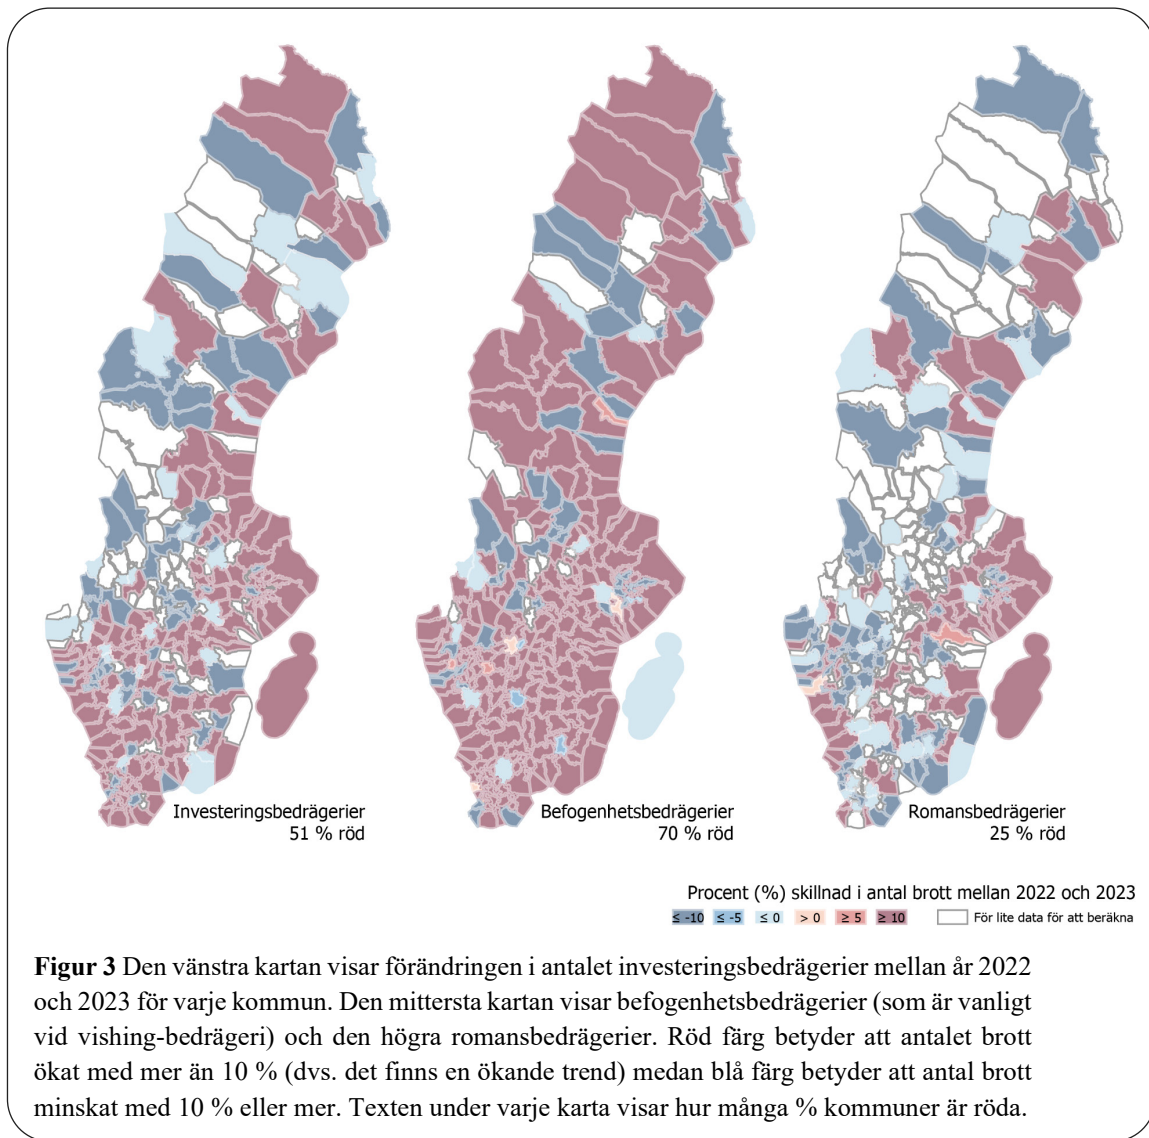 Investeringsbedrägerier
51 % röd
Befogenhetsbedrägerier
70 % röd
Romansbedrägerier
25 % röd
Procent (%) skillnad i antal brott mellan 2022 och 2023
≤ -10 ≤ -5 ≤ 0 > 0 ≥ 5 ≥ 10 För lite data för att beräkna
Figur 3 Den vänstra kartan visar förändringen i antalet investeringsbedrägerier mellan år 2022
och 2023 för varje kommun. Den mittersta kartan visar befogenhetsbedrägerier (som är vanligt
vid vishing-bedrägeri) och den högra romansbedrägerier. Röd färg betyder att antalet brott
ökat med mer än 10 % (dvs. det finns en ökande trend) medan blå färg betyder att antal brott
minskat med 10 % eller mer. Texten under varje karta visar hur många % kommuner är röda.